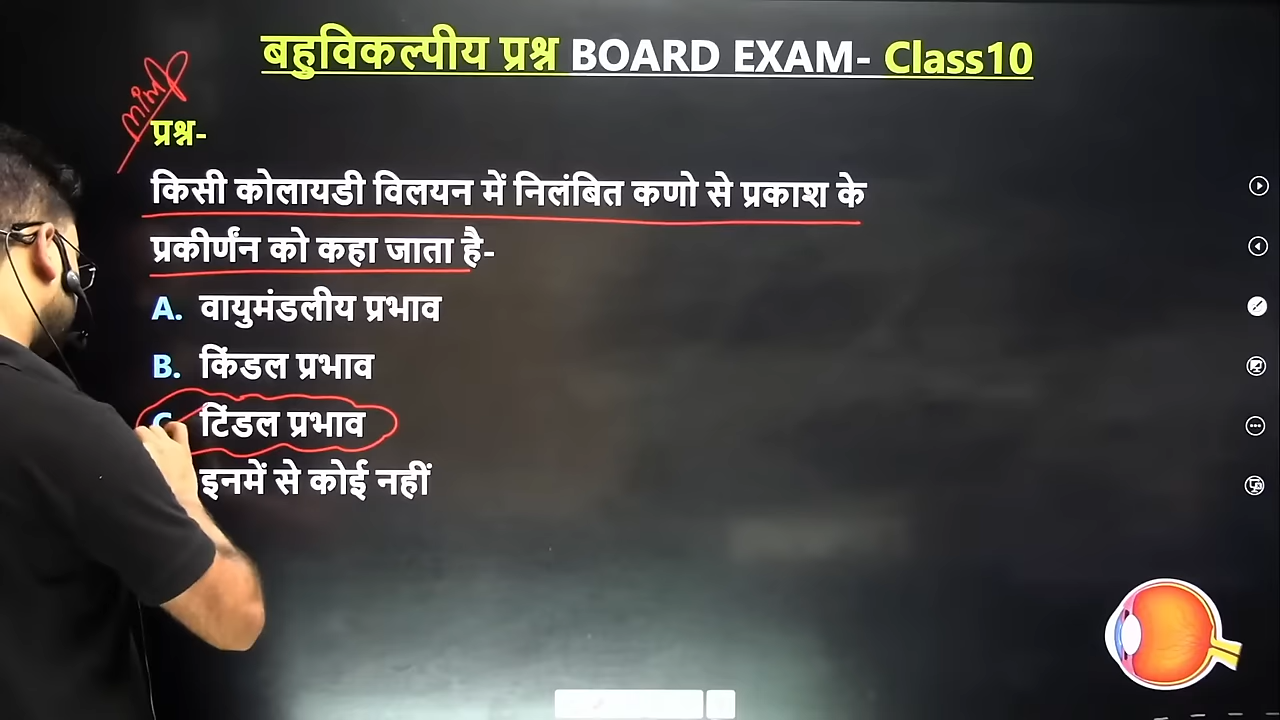 बहुविकल्पीय प्रश्न BOARD EXAM- Class10
MIMP
प्रश्न-
किसी कोलायडी विलयन में निलंबित कणो से प्रकाश के
प्रकीर्णंन को कहा जाता है-
A. वायुमंडलीय प्रभाव
B. किंडल प्रभाव
C. टिंडल प्रभाव
इनमें से कोई नहीं